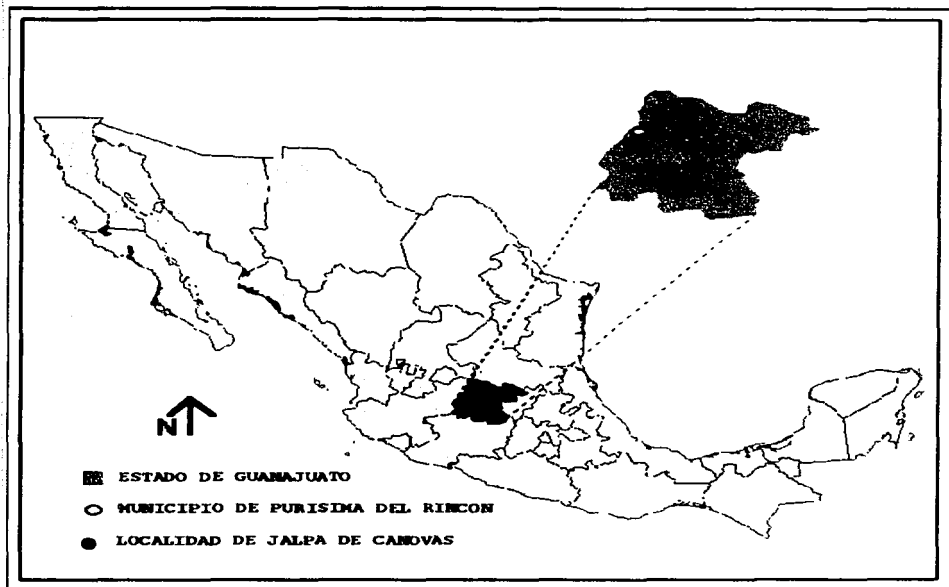 N
ESTADO DE GUANAJUATO
MUNICIPIO DE PURISIMA DEL RINCON
LOCALIDAD DE JALPA DE CANOVAS